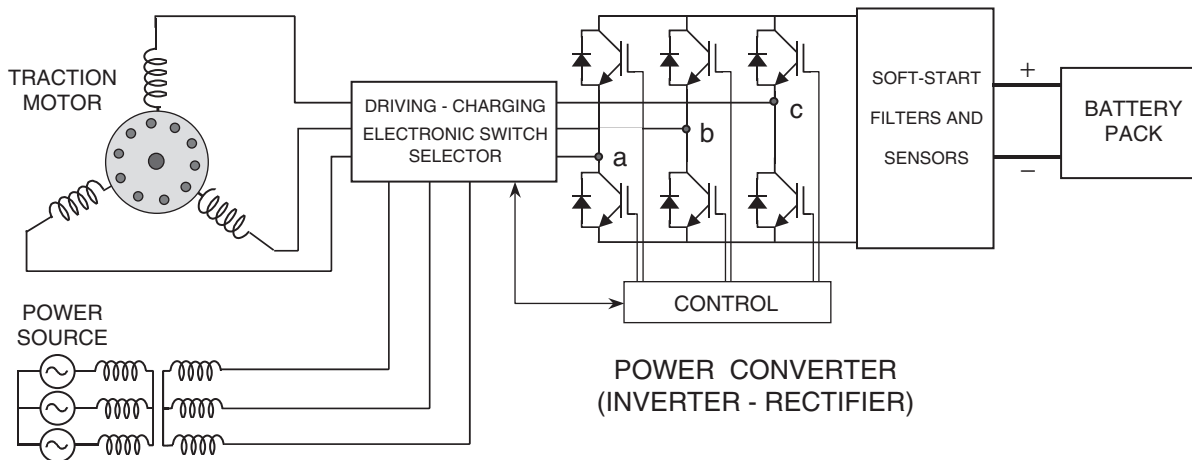 TRACTION
MOTOR
DRIVING - CHARGING
ELECTRONIC SWITCH
SELECTOR
a
b
c
SOFT-START
FILTERS AND
SENSORS
+
−
BATTERY
PACK
CONTROL
POWER
SOURCE
POWER CONVERTER
(INVERTER - RECTIFIER)